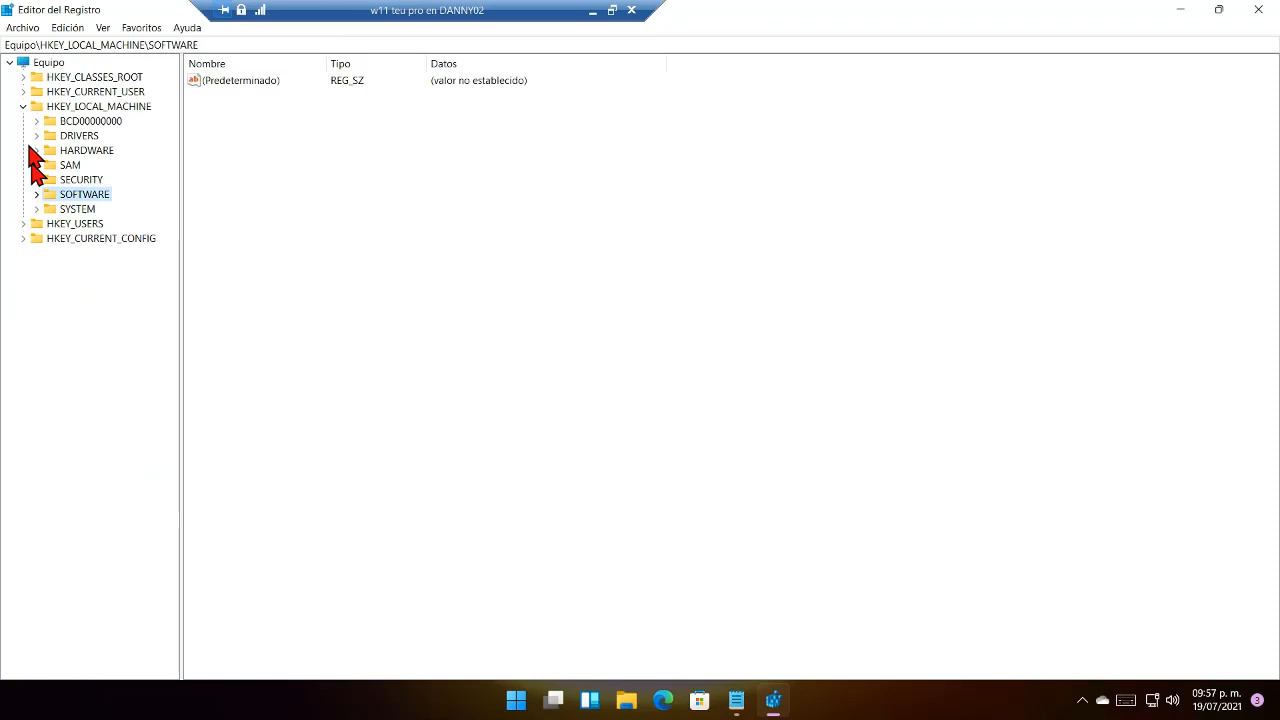 Editor del Registro
w11 teu pro en DANNY02
Archivo Edición Ver Favoritos Ayuda
Equipo\HKEY_LOCAL_MACHINE\SOFTWARE
Equipo
HKEY_CLASSES_ROOT
HKEY_CURRENT_USER
HKEY_LOCAL_MACHINE
BCD00000000
DRIVERS
HARDWARE
SAM
SECURITY
SOFTWARE
SYSTEM
HKEY_USERS
HKEY_CURRENT_CONFIG
Nombre Tipo Datos
ab (Predeterminado) REG_SZ (valor no establecido)
09:57 p. m.
19/07/2021
3